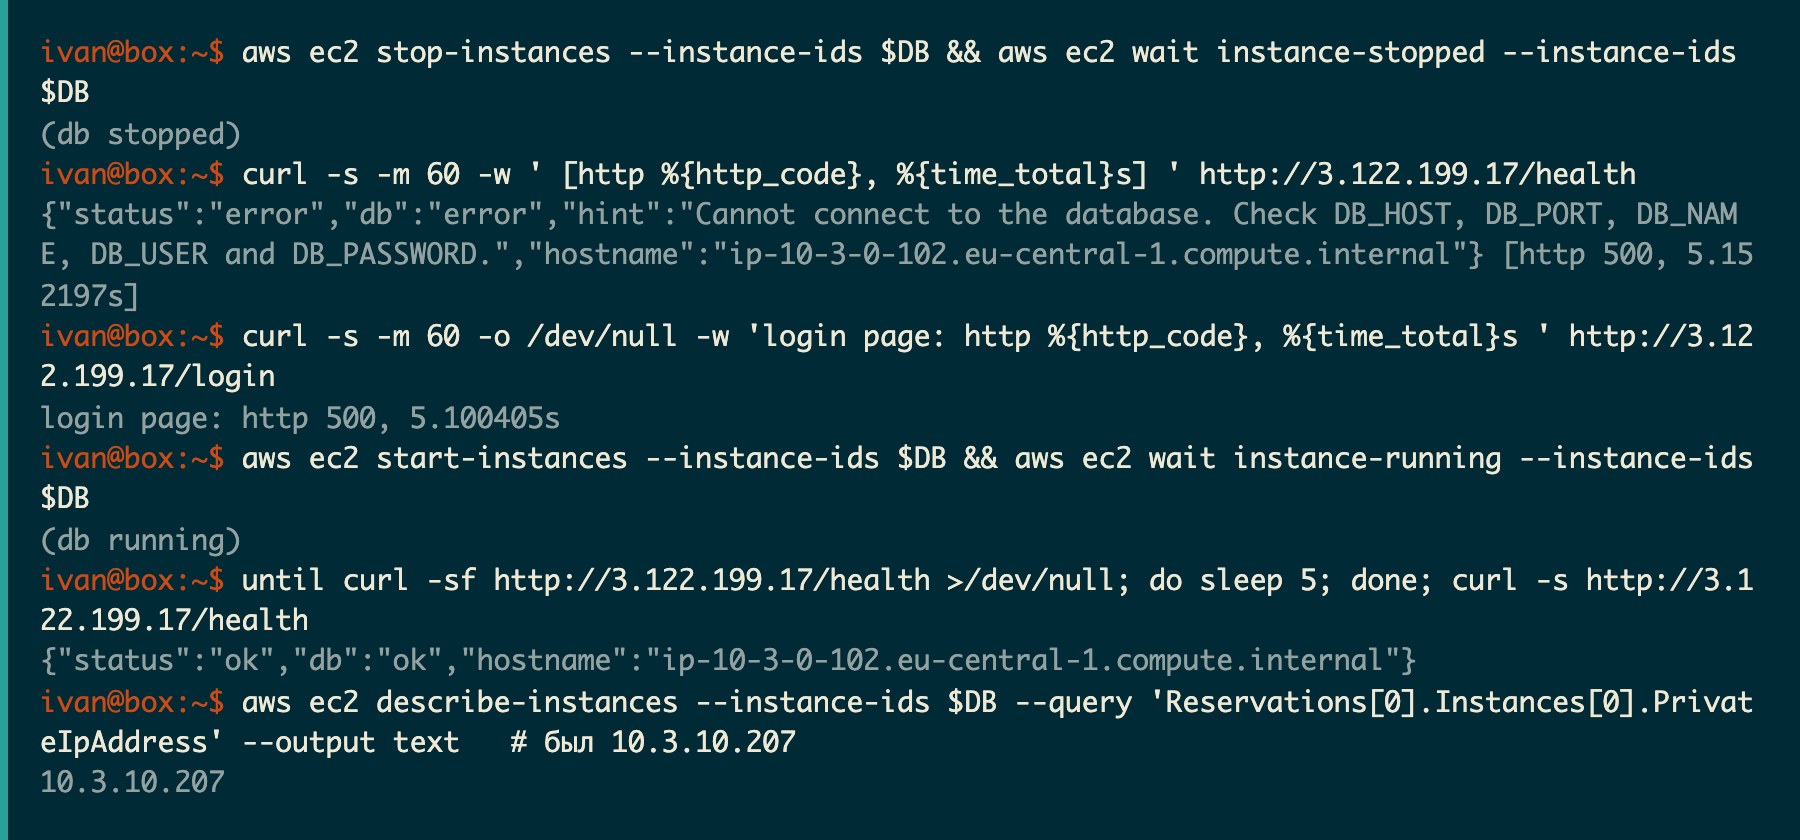 ivan@box:~$ aws ec2 stop-instances --instance-ids $DB && aws ec2 wait instance-stopped --instance-ids
$DB
(db stopped)
ivan@box:~$ curl -s -m 60 -w ' [http %{http_code}, %{time_total}s] ' http://3.122.199.17/health
{"status":"error","db":"error","hint":"Cannot connect to the database. Check DB_HOST, DB_PORT, DB_NAM
E, DB_USER and DB_PASSWORD.","hostname":"ip-10-3-0-102.eu-central-1.compute.internal"} [http 500, 5.15
2197s]
ivan@box:~$ curl -s -m 60 -o /dev/null -w 'login page: http %{http_code}, %{time_total}s ' http://3.12
2.199.17/login
login page: http 500, 5.100405s
ivan@box:~$ aws ec2 start-instances --instance-ids $DB && aws ec2 wait instance-running --instance-ids
$DB
(db running)
ivan@box:~$ until curl -sf http://3.122.199.17/health >/dev/null; do sleep 5; done; curl -s http://3.1
22.199.17/health
{"status":"ok","db":"ok","hostname":"ip-10-3-0-102.eu-central-1.compute.internal"}
ivan@box:~$ aws ec2 describe-instances --instance-ids $DB --query 'Reservations[0].Instances[0].Privat
eIpAddress' --output text   # был 10.3.10.207
10.3.10.207